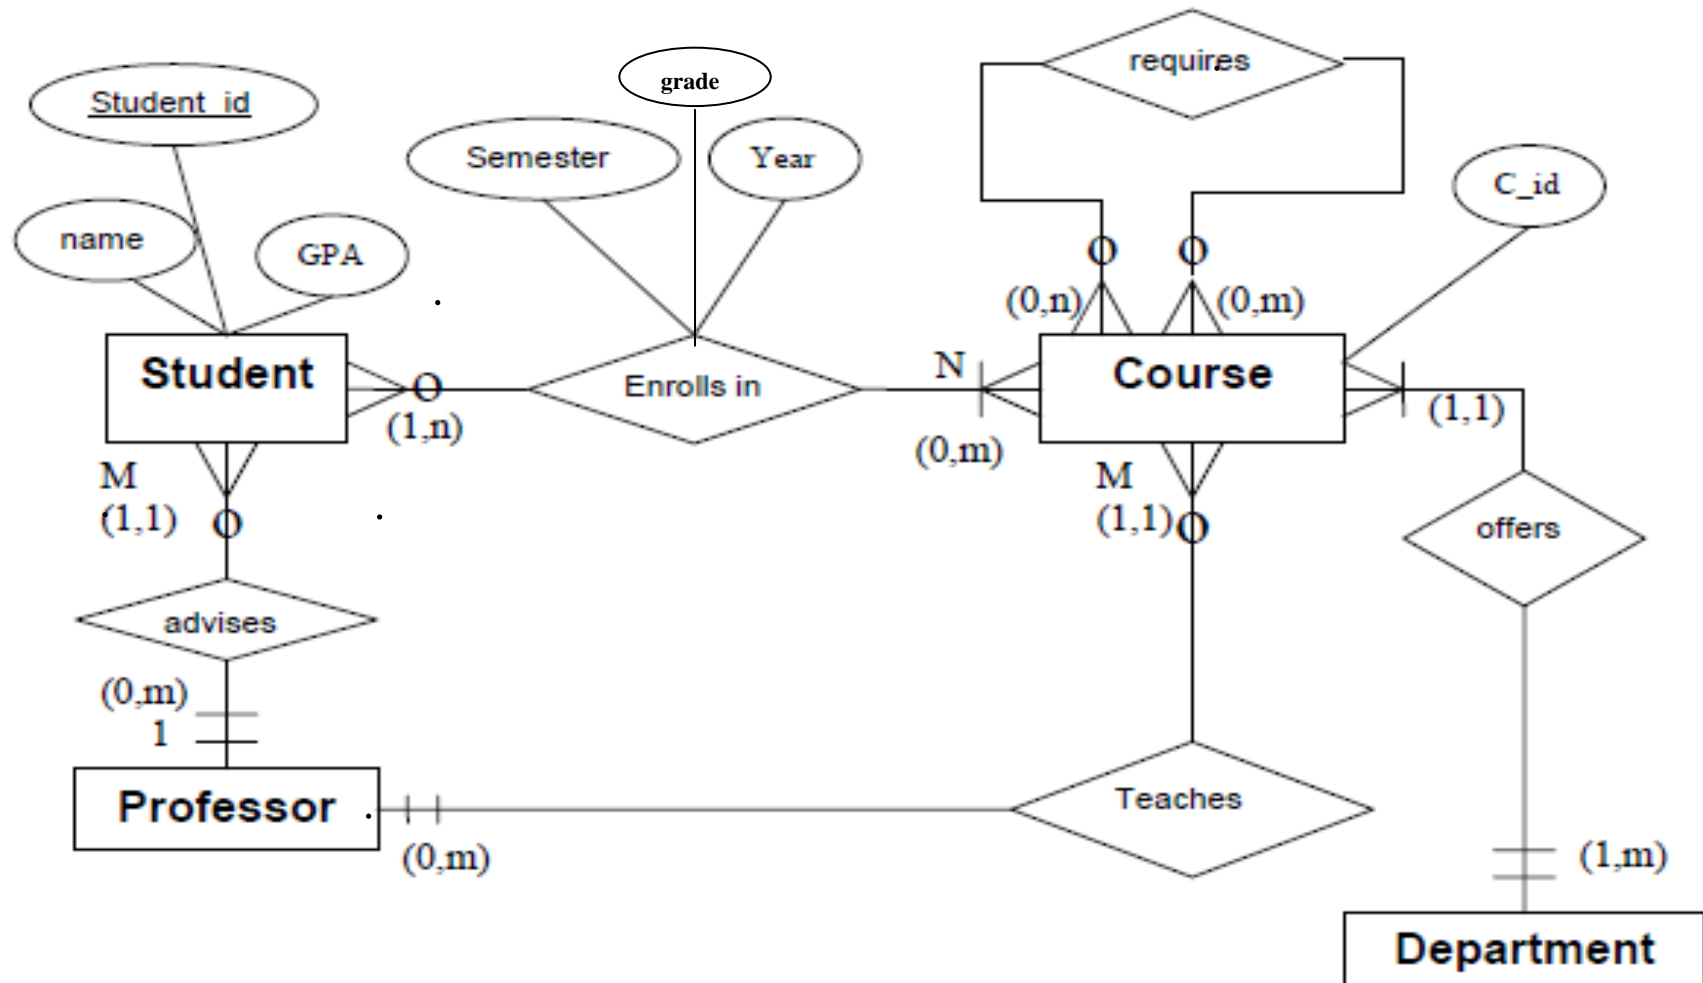 requires
grade
Student_id
Semester
Year
C_id
name
GPA
(0,n)
(0,m)
Student
Enrolls in
N
Course
(1,n)
(0,m)
(1,1)
M
(1,1)
M
(1,1)
offers
advises
(0,m)
1
Professor
Teaches
(0,m)
(1,m)
Department